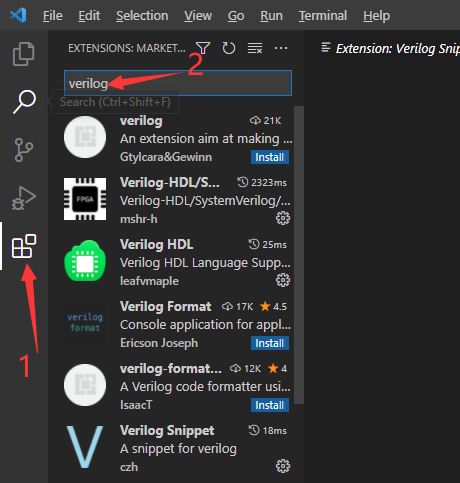 File Edit Selection View Go Run Terminal Help
EXTENSIONS: MARKET...
Extension: Verilog Snip
verilog
2
Search (Ctrl+Shift+F)
verilog 21K
An extension aim at making ...
Gtylcara&Gewinn Install
Verilog-HDL/S... 2323ms
Verilog-HDL/SystemVerilog/...
mshr-h
FPGA
Verilog HDL 25ms
Verilog HDL Language Supp...
leafvmaple
Verilog Format 17K 4.5
Console application for appl...
Ericson Joseph Install
verilog
format
verilog-format... 12K 4
A Verilog code formatter usi...
IsaacT Install
1
Verilog Snippet 18ms
A snippet for verilog
czh
V